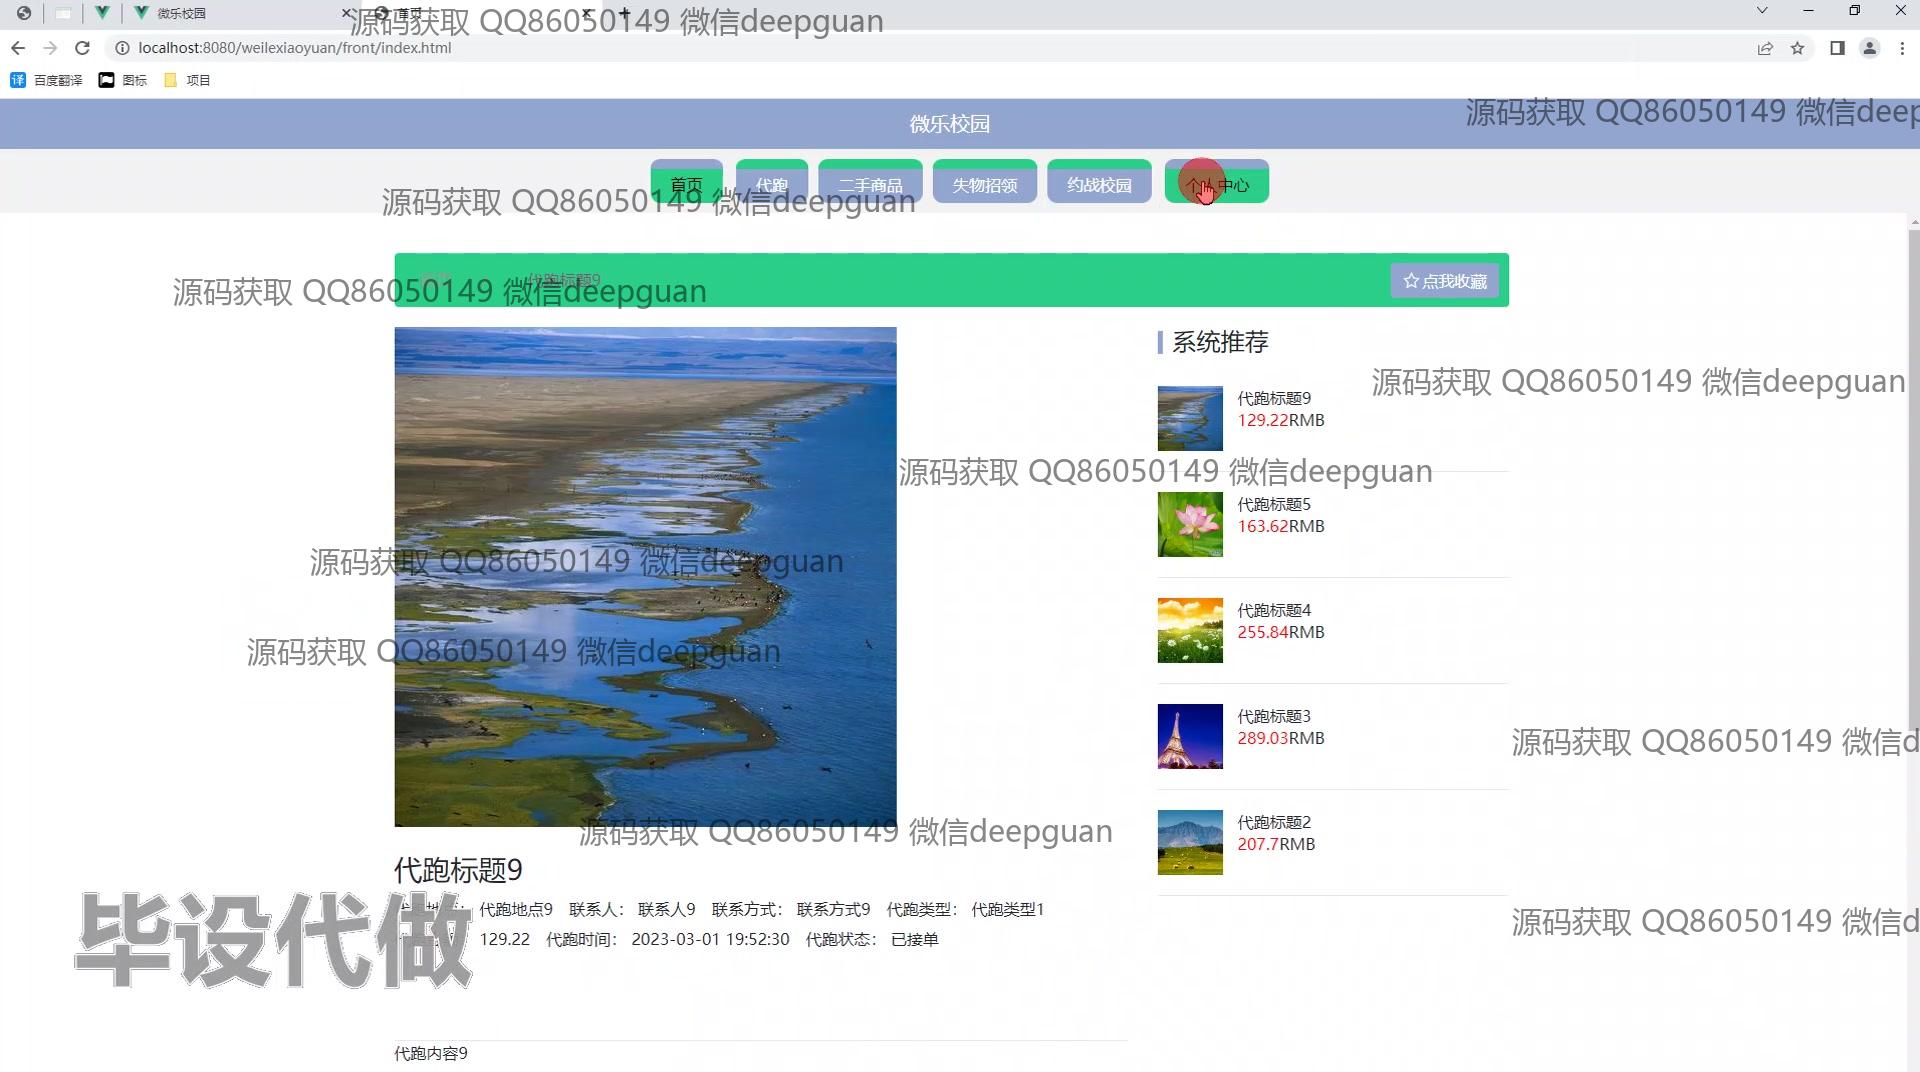 微乐校园
首页
源码获取 QQ86050149 微信deepguan
localhost:8080/weilexiaoyuan/front/index.html
译 百度翻译 图标 项目
微乐校园
源码获取 QQ86050149 微信deep
首页 代跑 二手商品 失物招领 约战校园 个人中心
源码获取 QQ86050149 微信deepguan
代跑标题9
点我收藏
源码获取 QQ86050149 微信deepguan
系统推荐
源码获取 QQ86050149 微信deepguan
代跑标题9
129.22RMB
源码获取 QQ86050149 微信deepguan
代跑标题5
163.62RMB
源码获取 QQ86050149 微信deepguan
代跑标题4
255.84RMB
源码获取 QQ86050149 微信deepguan
代跑标题3
289.03RMB
源码获取 QQ86050149 微信d
代跑标题2
207.7RMB
源码获取 QQ86050149 微信deepguan
代跑标题9
代跑地点9 联系人： 联系人9 联系方式： 联系方式9 代跑类型： 代跑类型1
129.22 代跑时间： 2023-03-01 19:52:30 代跑状态： 已接单
毕设代做
源码获取 QQ86050149 微信d
代跑内容9